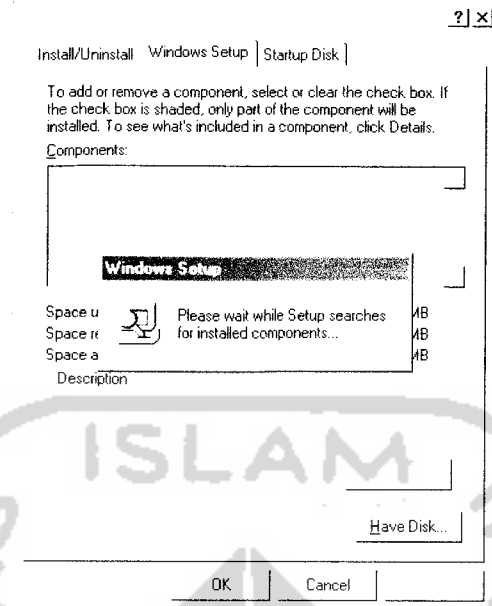 ? ×
Install/Uninstall Windows Setup Startup Disk
To add or remove a component, select or clear the check box. If
the check box is shaded, only part of the component will be
installed. To see what's included in a component, click Details.
Components:
Windows Setup
Please wait while Setup searches
for installed components...
Space u MB
Space re MB
Space a MB
Description
ISLAM
Have Disk...
OK Cancel